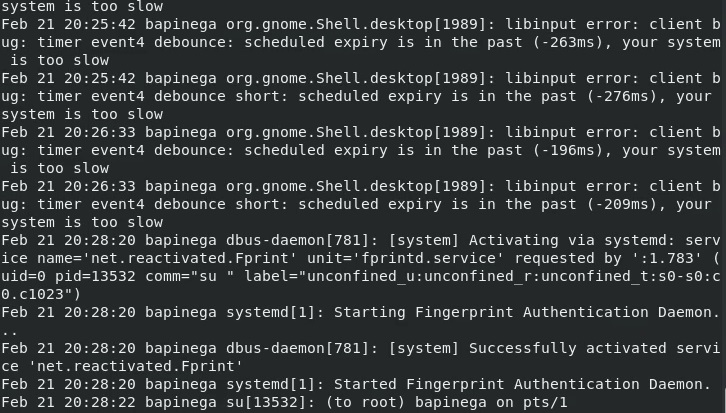 system is too slow
Feb 21 20:25:42 bapinega org.gnome.Shell.desktop[1989]: libinput error: client b
ug: timer event4 debounce: scheduled expiry is in the past (-263ms), your system
 is too slow
Feb 21 20:25:42 bapinega org.gnome.Shell.desktop[1989]: libinput error: client b
ug: timer event4 debounce short: scheduled expiry is in the past (-276ms), your
system is too slow
Feb 21 20:26:33 bapinega org.gnome.Shell.desktop[1989]: libinput error: client b
ug: timer event4 debounce: scheduled expiry is in the past (-196ms), your system
 is too slow
Feb 21 20:26:33 bapinega org.gnome.Shell.desktop[1989]: libinput error: client b
ug: timer event4 debounce short: scheduled expiry is in the past (-209ms), your
system is too slow
Feb 21 20:28:20 bapinega dbus-daemon[781]: [system] Activating via systemd: serv
ice name='net.reactivated.Fprint' unit='fprintd.service' requested by ':1.783' (
uid=0 pid=13532 comm="su " label="unconfined_u:unconfined_r:unconfined_t:s0-s0:c
0.c1023")
Feb 21 20:28:20 bapinega systemd[1]: Starting Fingerprint Authentication Daemon.
..
Feb 21 20:28:20 bapinega dbus-daemon[781]: [system] Successfully activated servi
ce 'net.reactivated.Fprint'
Feb 21 20:28:20 bapinega systemd[1]: Started Fingerprint Authentication Daemon.
Feb 21 20:28:22 bapinega su[13532]: (to root) bapinega on pts/1